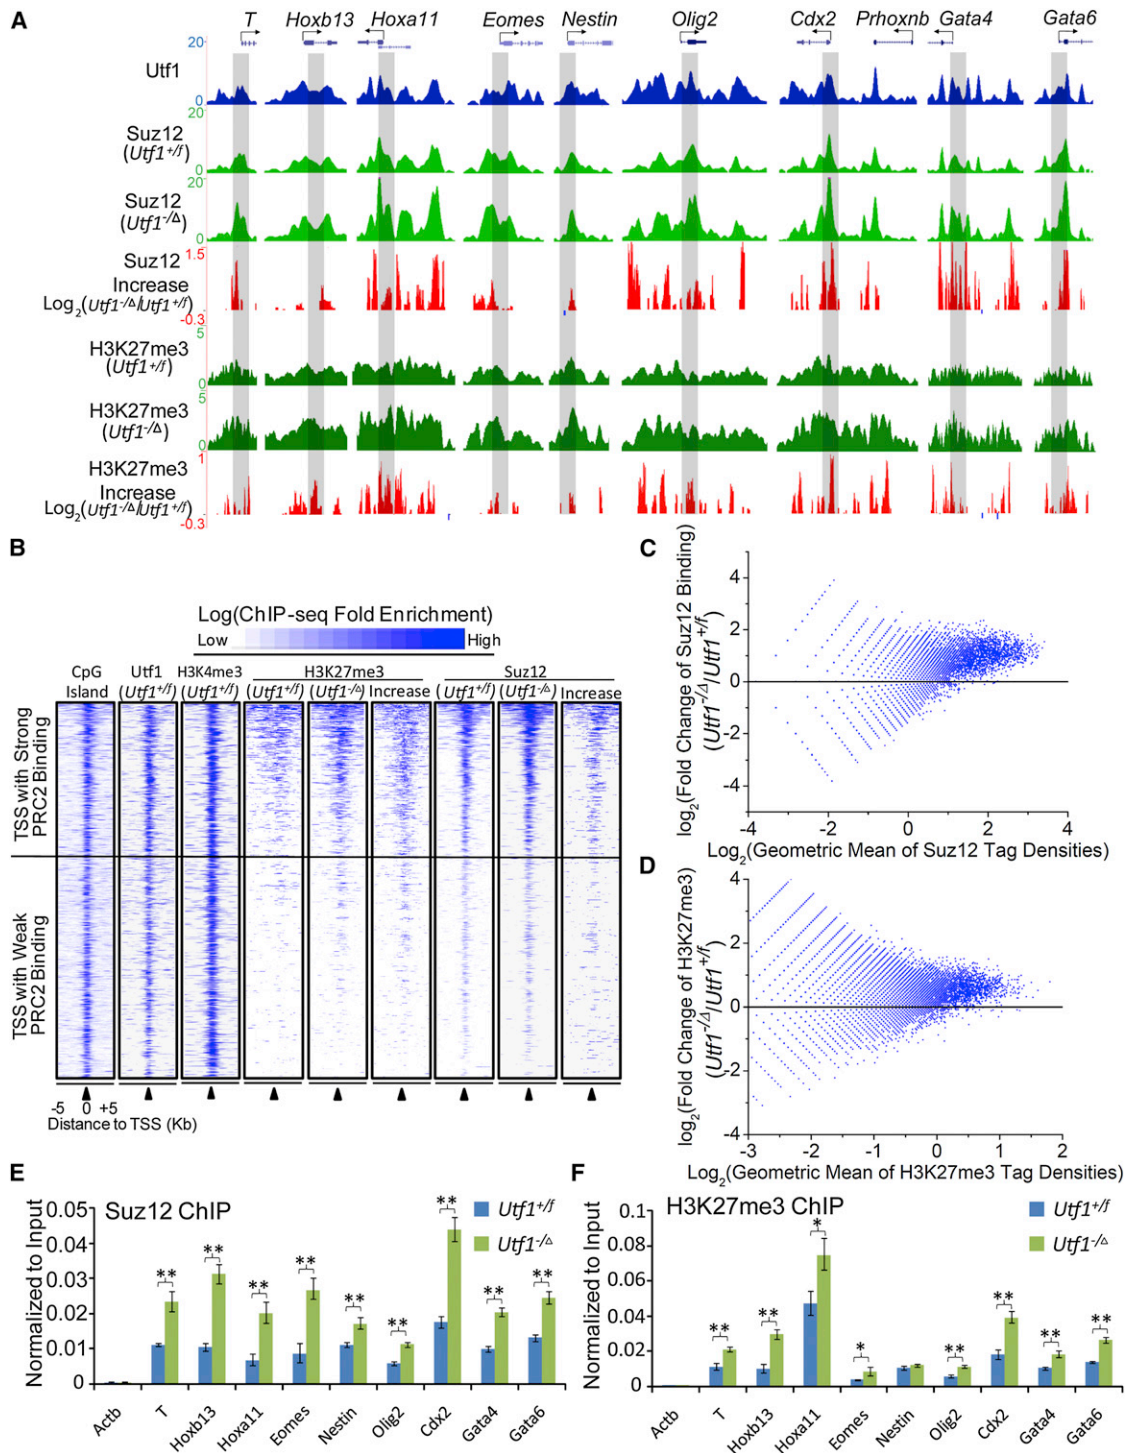 A
T Hoxb13 Hoxa11 Eomes Nestin Olig2 Cdx2 Prhoxnb Gata4 Gata6
20
Utf1
0
20
Suz12
(Utf1+/f)
0
20
Suz12
(Utf1-/Δ)
0
1.5
Suz12
Increase
Log2(Utf1-/Δ/Utf1+/f)
-0.3
5
H3K27me3
(Utf1+/f)
0
5
H3K27me3
(Utf1-/Δ)
0
1
H3K27me3
Increase
Log2(Utf1-/Δ/Utf1+/f)
-0.3
B
Log(ChIP-seq Fold Enrichment)
Low High
CpG Utf1 H3K4me3 H3K27me3 Suz12
Island (Utf1+/f) (Utf1+/f) (Utf1+/f) (Utf1-/Δ) Increase (Utf1+/f) (Utf1-/Δ) Increase
TSS with Strong
PRC2 Binding
TSS with Weak
PRC2 Binding
-5 0 +5
Distance to TSS (Kb)
C
log2(Fold Change of Suz12 Binding)
(Utf1-/Δ/Utf1+/f)
4
2
0
-2
-4
-4 -2 0 2 4
Log2(Geometric Mean of Suz12 Tag Densities)
D
log2(Fold Change of H3K27me3)
(Utf1-/Δ/Utf1+/f)
4
2
0
-2
-4
-3 -2 -1 0 1 2
Log2(Geometric Mean of H3K27me3 Tag Densities)
E
Suz12 ChIP
Utf1+/f
Utf1-/Δ
Normalized to Input
0.05
0.04
0.03
0.02
0.01
0
** ** ** ** ** ** ** ** **
Actb T Hoxb13 Hoxa11 Eomes Nestin Olig2 Cdx2 Gata4 Gata6
F
H3K27me3 ChIP
Utf1+/f
Utf1-/Δ
Normalized to Input
0.1
0.08
0.06
0.04
0.02
0
** ** * * ** ** ** **
Actb T Hoxb13 Hoxa11 Eomes Nestin Olig2 Cdx2 Gata4 Gata6